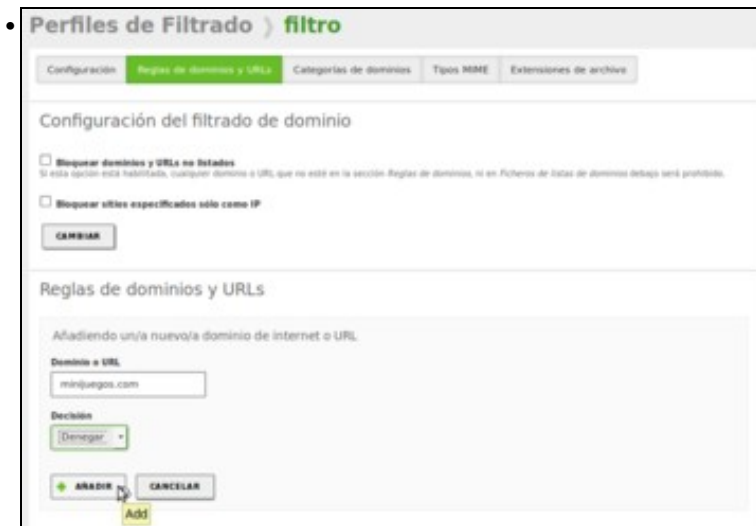 Perfiles de Filtrado ⟩ filtro
Configuración Reglas de dominios y URLs Categorías de dominios Tipos MIME Extensiones de archivo
Configuración del filtrado de dominio
Bloquear dominios y URLs no listados
Si esta opción está habilitada, cualquier dominio o URL que no esté en la sección Reglas de dominios, ni en Ficheros de listas de dominios debajo será prohibido.
Bloquear sitios especificados sólo como IP
CAMBIAR
Reglas de dominios y URLs
Añadiendo un/a nuevo/a dominio de internet o URL
Dominio o URL
minijuegos.com
Decisión
Denegar
+ AÑADIR CANCELAR
Add